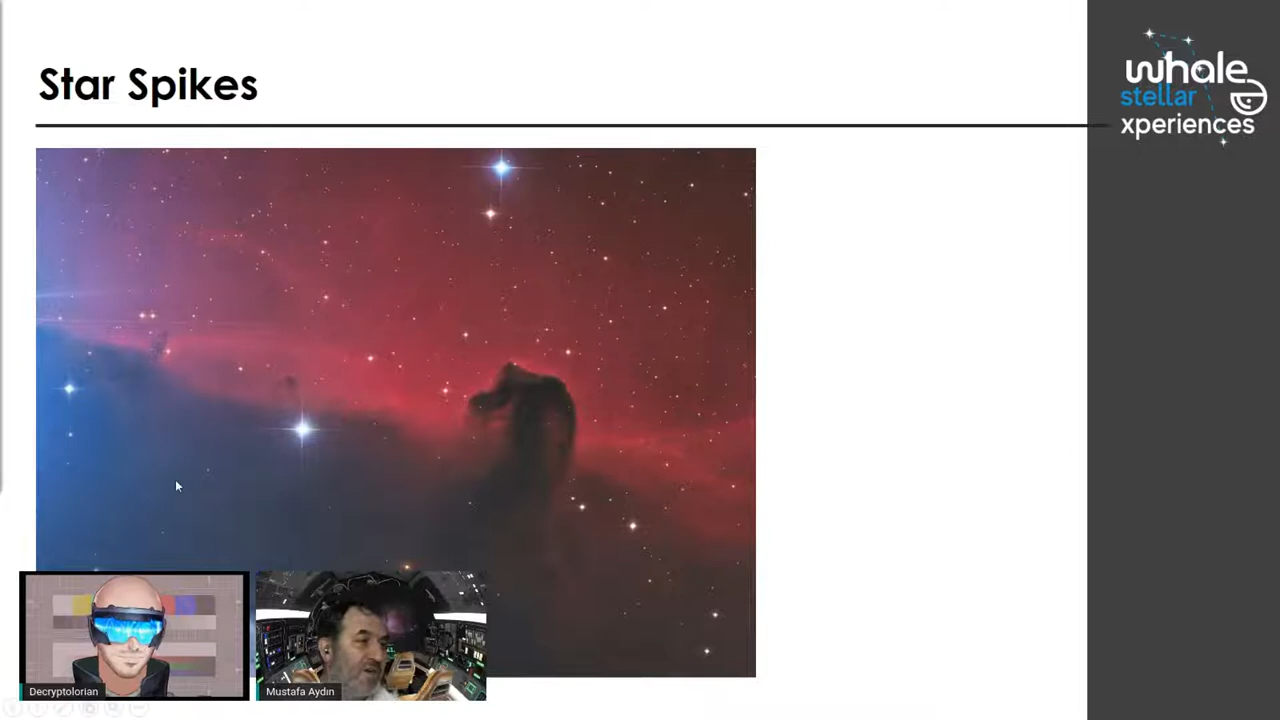 Star Spikes
whale
stellar
xperiences
Decryptolorian
Mustafa Aydın